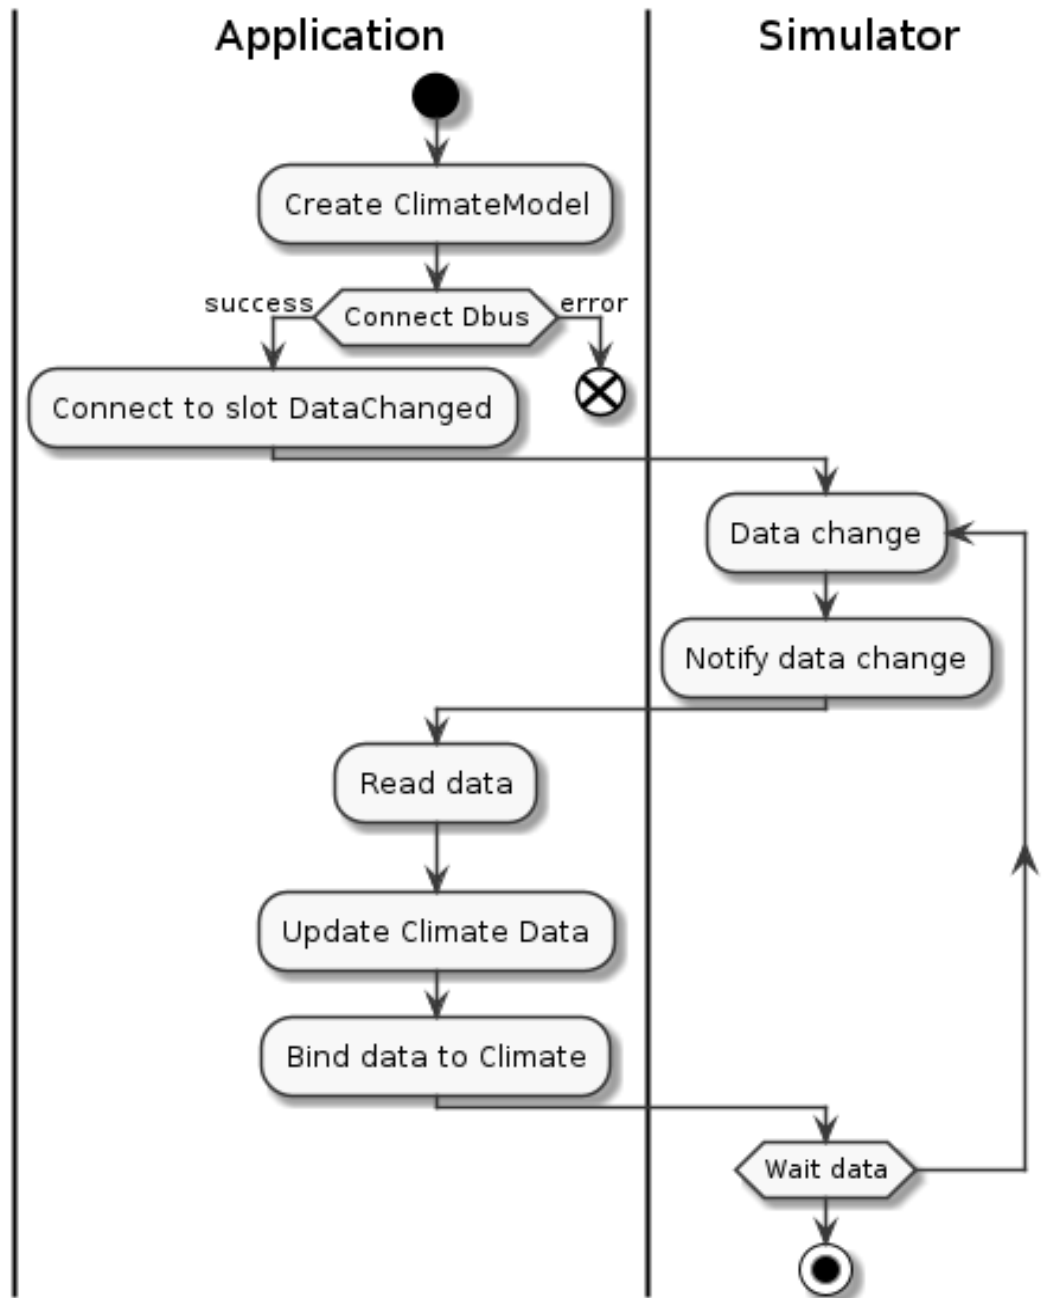 Application
Simulator
Create ClimateModel
success
Connect Dbus
error
Connect to slot DataChanged
Data change
Notify data change
Read data
Update Climate Data
Bind data to Climate
Wait data